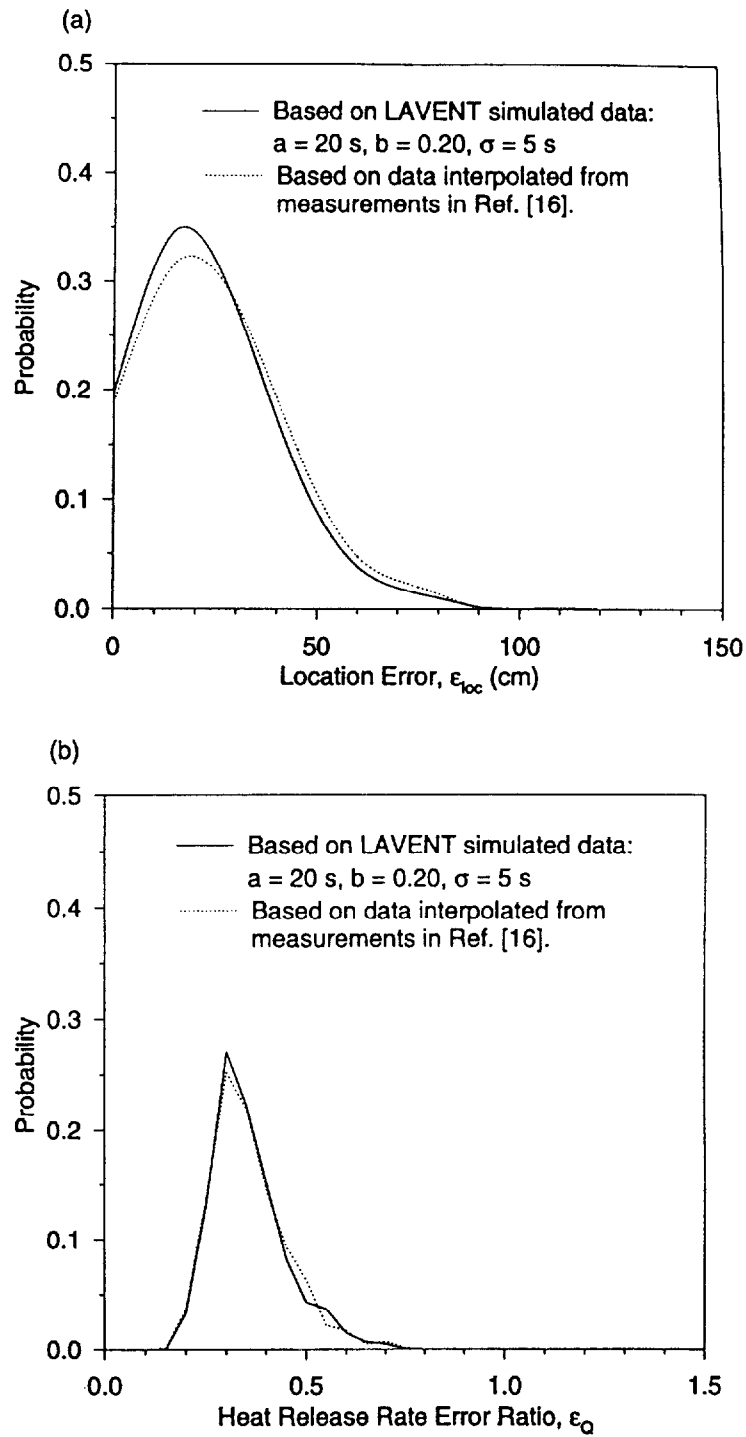 (a)
0.5
0.4
0.3
0.2
0.1
0.0
Probability
Based on LAVENT simulated data:
a = 20 s, b = 0.20, σ = 5 s
Based on data interpolated from
measurements in Ref. [16].
0 50 100 150
Location Error, ε_loc (cm)
(b)
0.5
0.4
0.3
0.2
0.1
0.0
Probability
Based on LAVENT simulated data:
a = 20 s, b = 0.20, σ = 5 s
Based on data interpolated from
measurements in Ref. [16].
0.0 0.5 1.0 1.5
Heat Release Rate Error Ratio, ε_Q